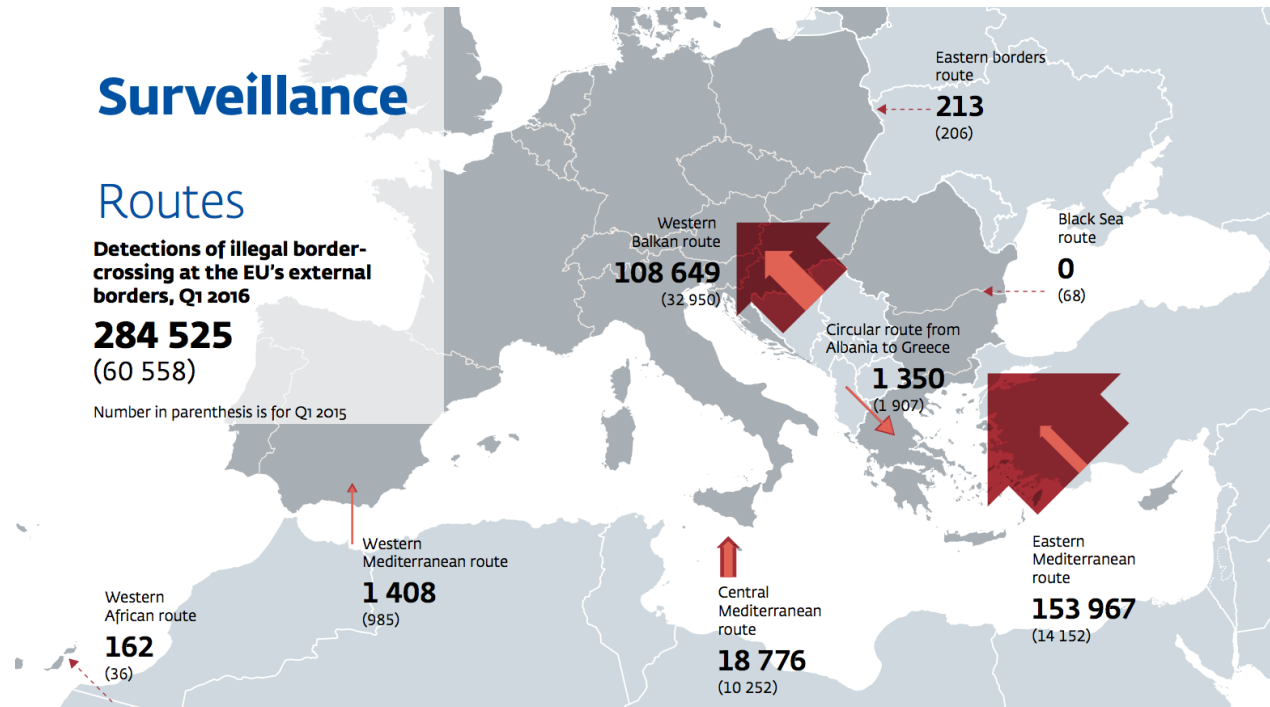 Surveillance
Routes
Detections of illegal border-
crossing at the EU's external
borders, Q1 2016
284 525
(60 558)
Number in parenthesis is for Q1 2015
Eastern borders
route
213
(206)
Western
Balkan route
108 649
(32 950)
Black Sea
route
0
(68)
Circular route from
Albania to Greece
1 350
(1 907)
Western
Mediterranean route
1 408
(985)
Western
African route
162
(36)
Central
Mediterranean
route
18 776
(10 252)
Eastern
Mediterranean
route
153 967
(14 152)